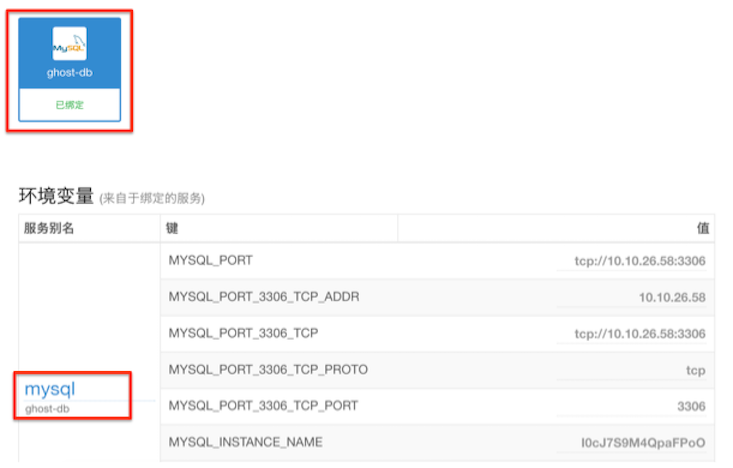 MySQL
ghost-db
已绑定
环境变量 (来自于绑定的服务)
服务别名 键 值
MYSQL_PORT tcp://10.10.26.58:3306
MYSQL_PORT_3306_TCP_ADDR 10.10.26.58
MYSQL_PORT_3306_TCP tcp://10.10.26.58:3306
MYSQL_PORT_3306_TCP_PROTO tcp
mysql
ghost-db
MYSQL_PORT_3306_TCP_PORT 3306
MYSQL_INSTANCE_NAME I0cJ7S9M4QpaFPoO